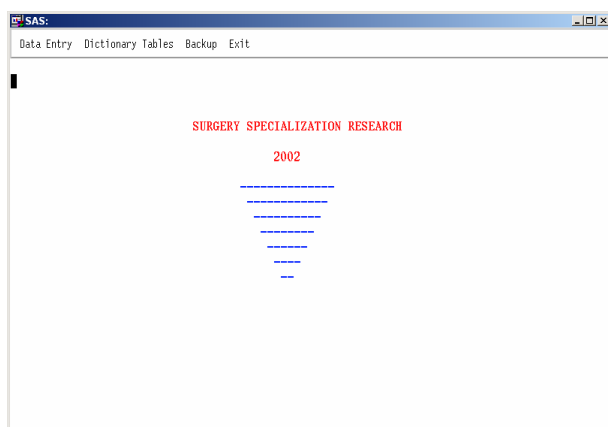 SAS:
Data Entry Dictionary Tables Backup Exit
SURGERY SPECIALIZATION RESEARCH
2002
--------------
------------
----------
--------
------
----
--